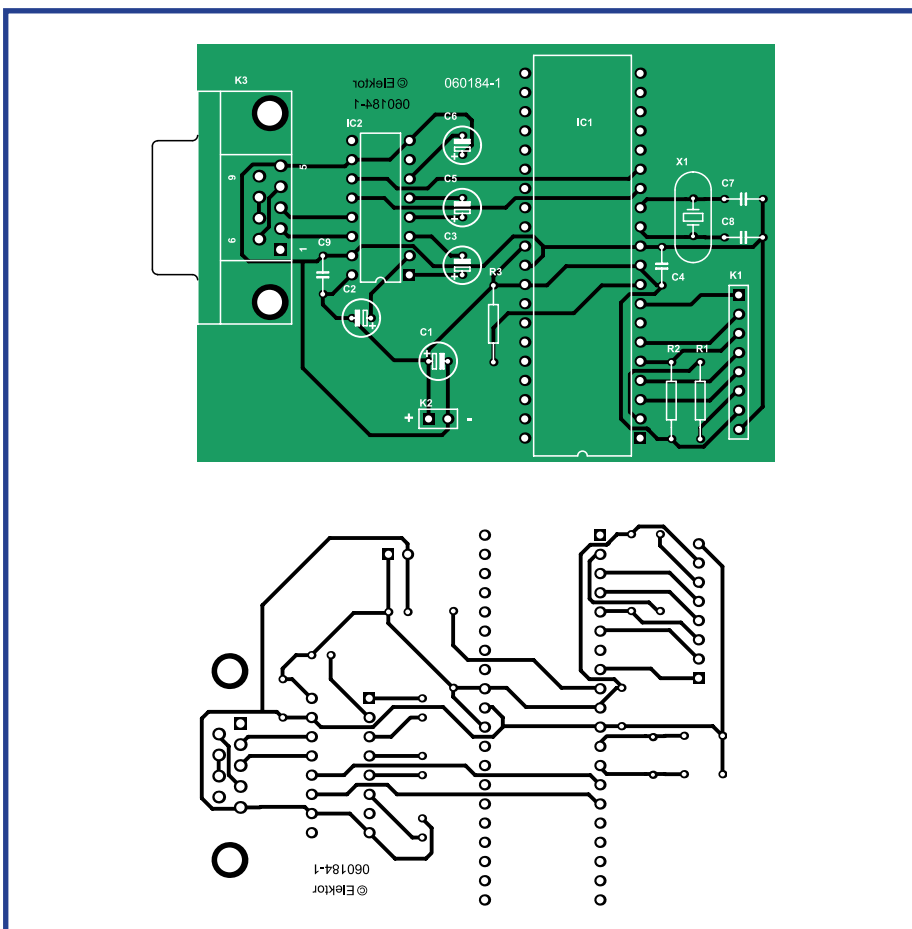 K3
© Elektor
060184-1
060184-1
C6
IC2
IC1
X1
C7
9
5
C5
C8
6
1
C9
C3
R3
C4
K1
C2
C1
R2
R1
K2
+
-
+
+
+
+
+
060184-1
© Elektor